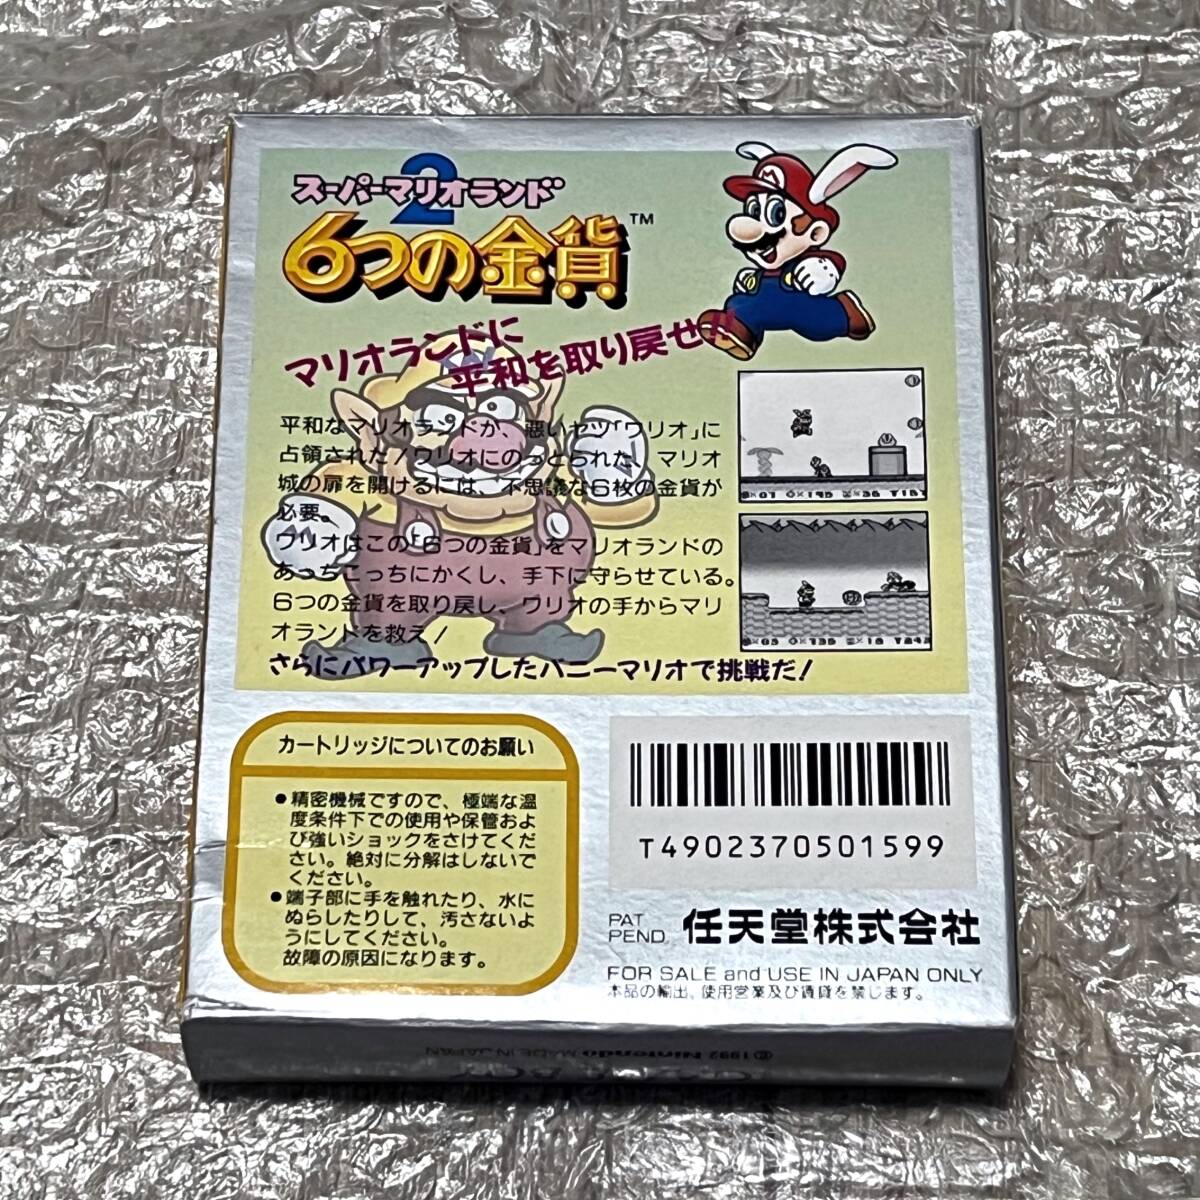 スーパーマリオランド2
6つの金貨™
マリオランドに
平和を取り戻せ!!
平和なマリオランドが、悪いヤツ「ワリオ」に
占領された!ワリオにのっとられた、マリオ
城の扉を開けるには、不思議な6枚の金貨が
必要。
ワリオはこの「6つの金貨」をマリオランドの
あっちこっちにかくし、手下に守らせている。
6つの金貨を取り戻し、ワリオの手からマリ
オランドを救え!
さらにパワーアップしたバニーマリオで挑戦だ!
カートリッジについてのお願い
●精密機械ですので、極端な温
度条件下での使用や保管およ
び強いショックをさけてくだ
さい。絶対に分解はしないで
ください。
●端子部に手を触れたり、水に
ぬらしたりして、汚さないよ
うにしてください。
故障の原因になります。
T4902370501599
PAT.
PEND.
任天堂株式会社
FOR SALE and USE IN JAPAN ONLY
本品の輸出、使用営業及び賃貸を禁じます。
©1992 Nintendo MADE IN JAPAN
GAME BOY